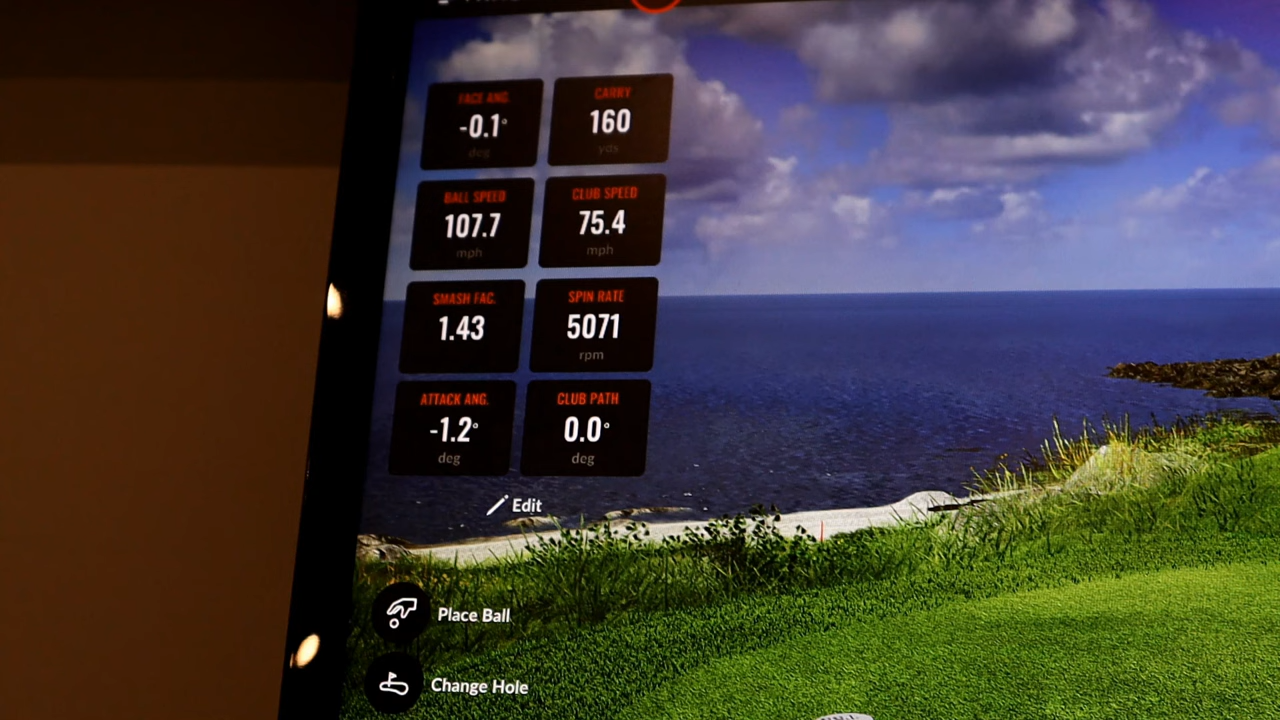 FACE ANG.
-0.1°
deg
CARRY
160
yds
BALL SPEED
107.7
mph
CLUB SPEED
75.4
mph
SMASH FAC.
1.43
SPIN RATE
5071
rpm
ATTACK ANG.
-1.2°
deg
CLUB PATH
0.0°
deg
Edit
Place Ball
Change Hole